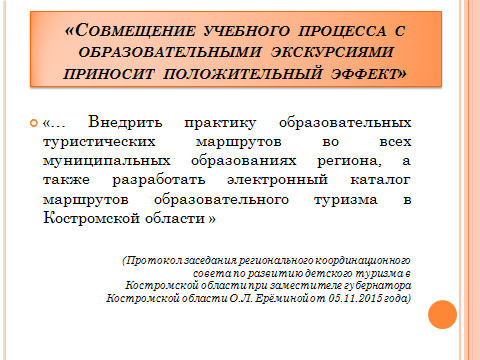 «Совмещение учебного процесса с
образовательными экскурсиями
приносит положительный эффект»
«… Внедрить практику образовательных
туристических маршрутов во всех
муниципальных образованиях региона, а
также разработать электронный каталог
маршрутов образовательного туризма в
Костромской области »
(Протокол заседания регионального координационного
совета по развитию детского туризма в
Костромской области при заместителе губернатора
Костромской области О.Л. Ерёминой от 05.11.2015 года)